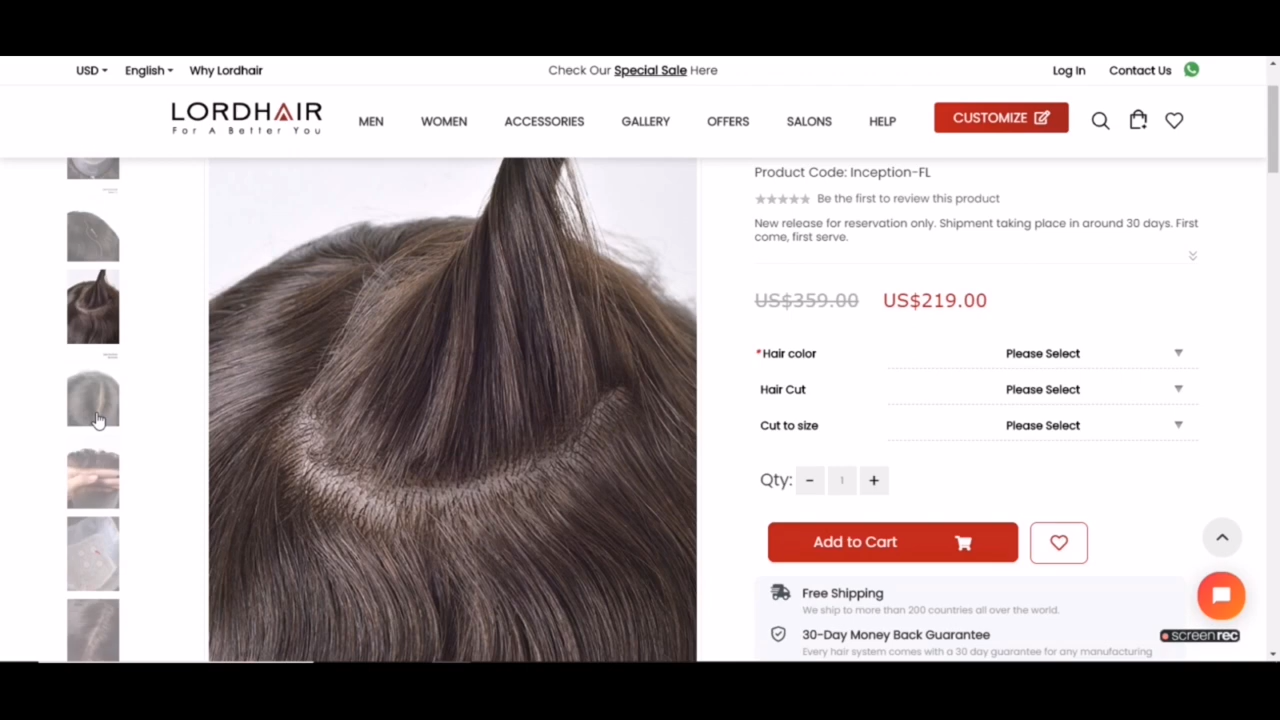 USD English Why Lordhair Check Our Special Sale Here Log In Contact Us
LORDHAIR
For A Better You
MEN WOMEN ACCESSORIES GALLERY OFFERS SALONS HELP CUSTOMIZE
Product Code: Inception-FL
Be the first to review this product
New release for reservation only. Shipment taking place in around 30 days. First
come, first serve.
US$359.00 US$219.00
*Hair color Please Select
Hair Cut Please Select
Cut to size Please Select
Qty: - 1 +
Add to Cart
Free Shipping
We ship to more than 200 countries all over the world.
30-Day Money Back Guarantee
screenrec
Every hair system comes with a 30 day guarantee for any manufacturing